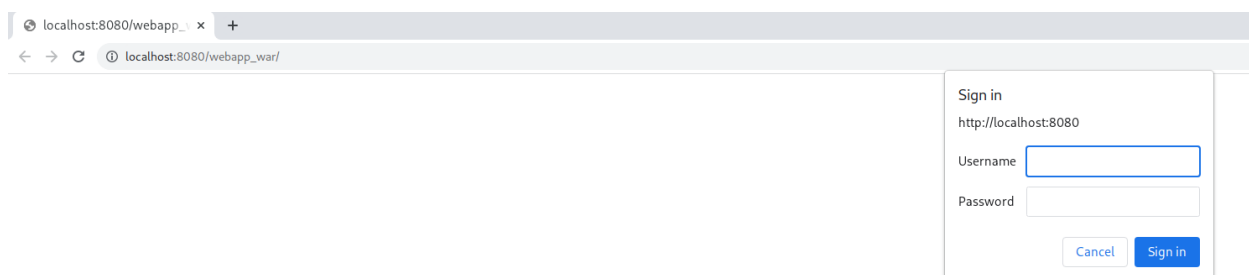 localhost:8080/webapp_
localhost:8080/webapp_war/
Sign in
http://localhost:8080
Username
Password
Cancel Sign in